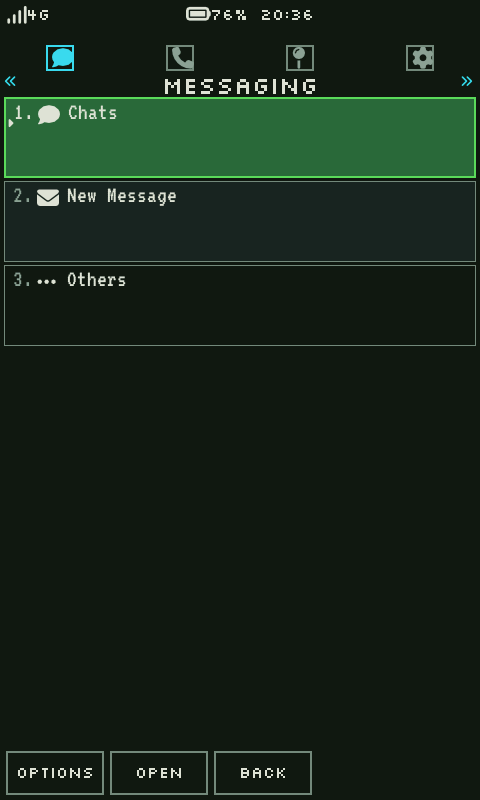 4G 76% 20:36
« MESSAGING »
1. Chats
2. New Message
3. Others
OPTIONS OPEN BACK